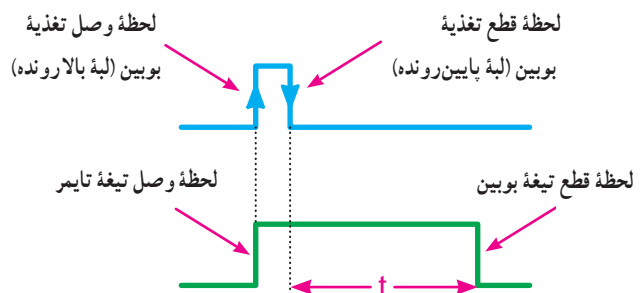 لحظهٔ قطع تغذیهٔ
بوبین (لبهٔ پایین‌رونده)
لحظهٔ وصل تغذیهٔ
بوبین (لبهٔ بالارونده)
لحظهٔ قطع تیغهٔ بوبین
لحظهٔ وصل تیغهٔ تایمر
t